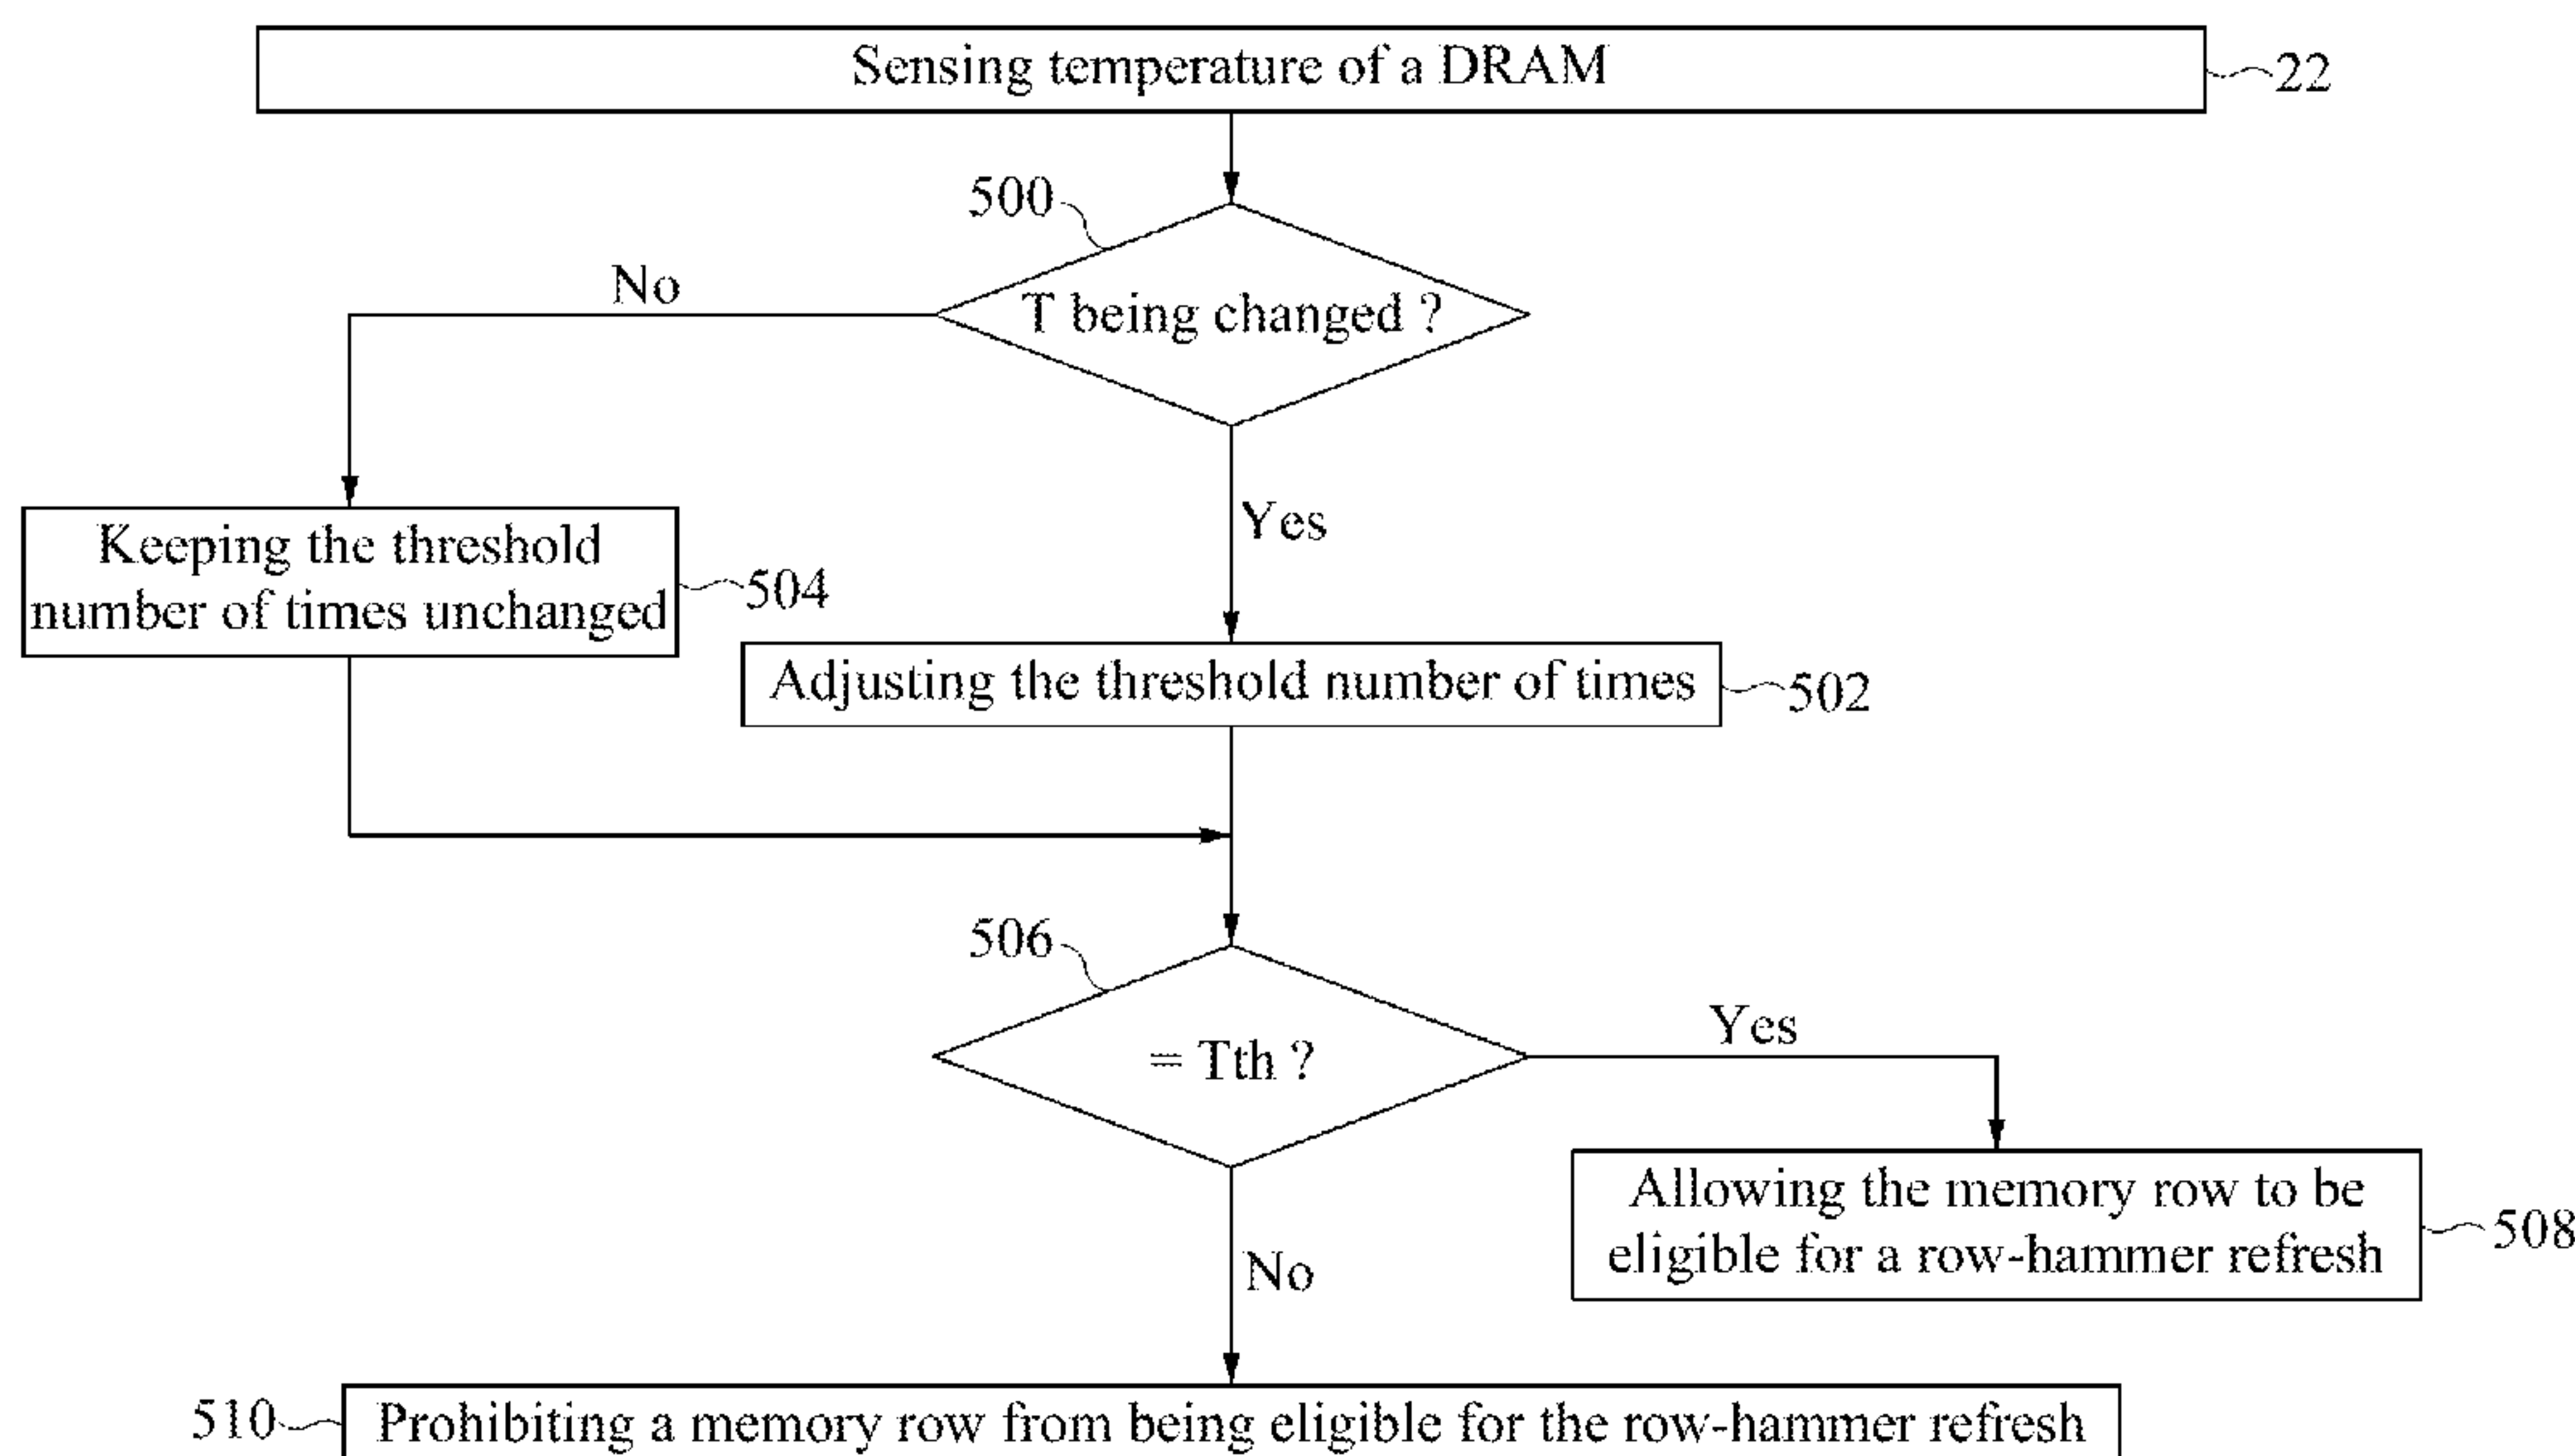 Sensing temperature of a DRAM
22
500
T being changed ?
No
Yes
Keeping the threshold
number of times unchanged
504
Adjusting the threshold number of times
502
506
= Tth ?
Yes
Allowing the memory row to be
eligible for a row-hammer refresh
508
No
510
Prohibiting a memory row from being eligible for the row-hammer refresh